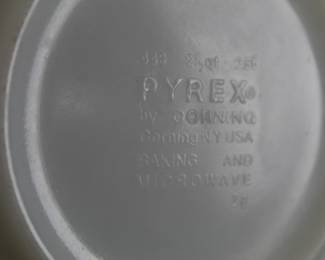 PYREX®
by CORNING
Corning NY USA
BAKING AND
MICROWAVE